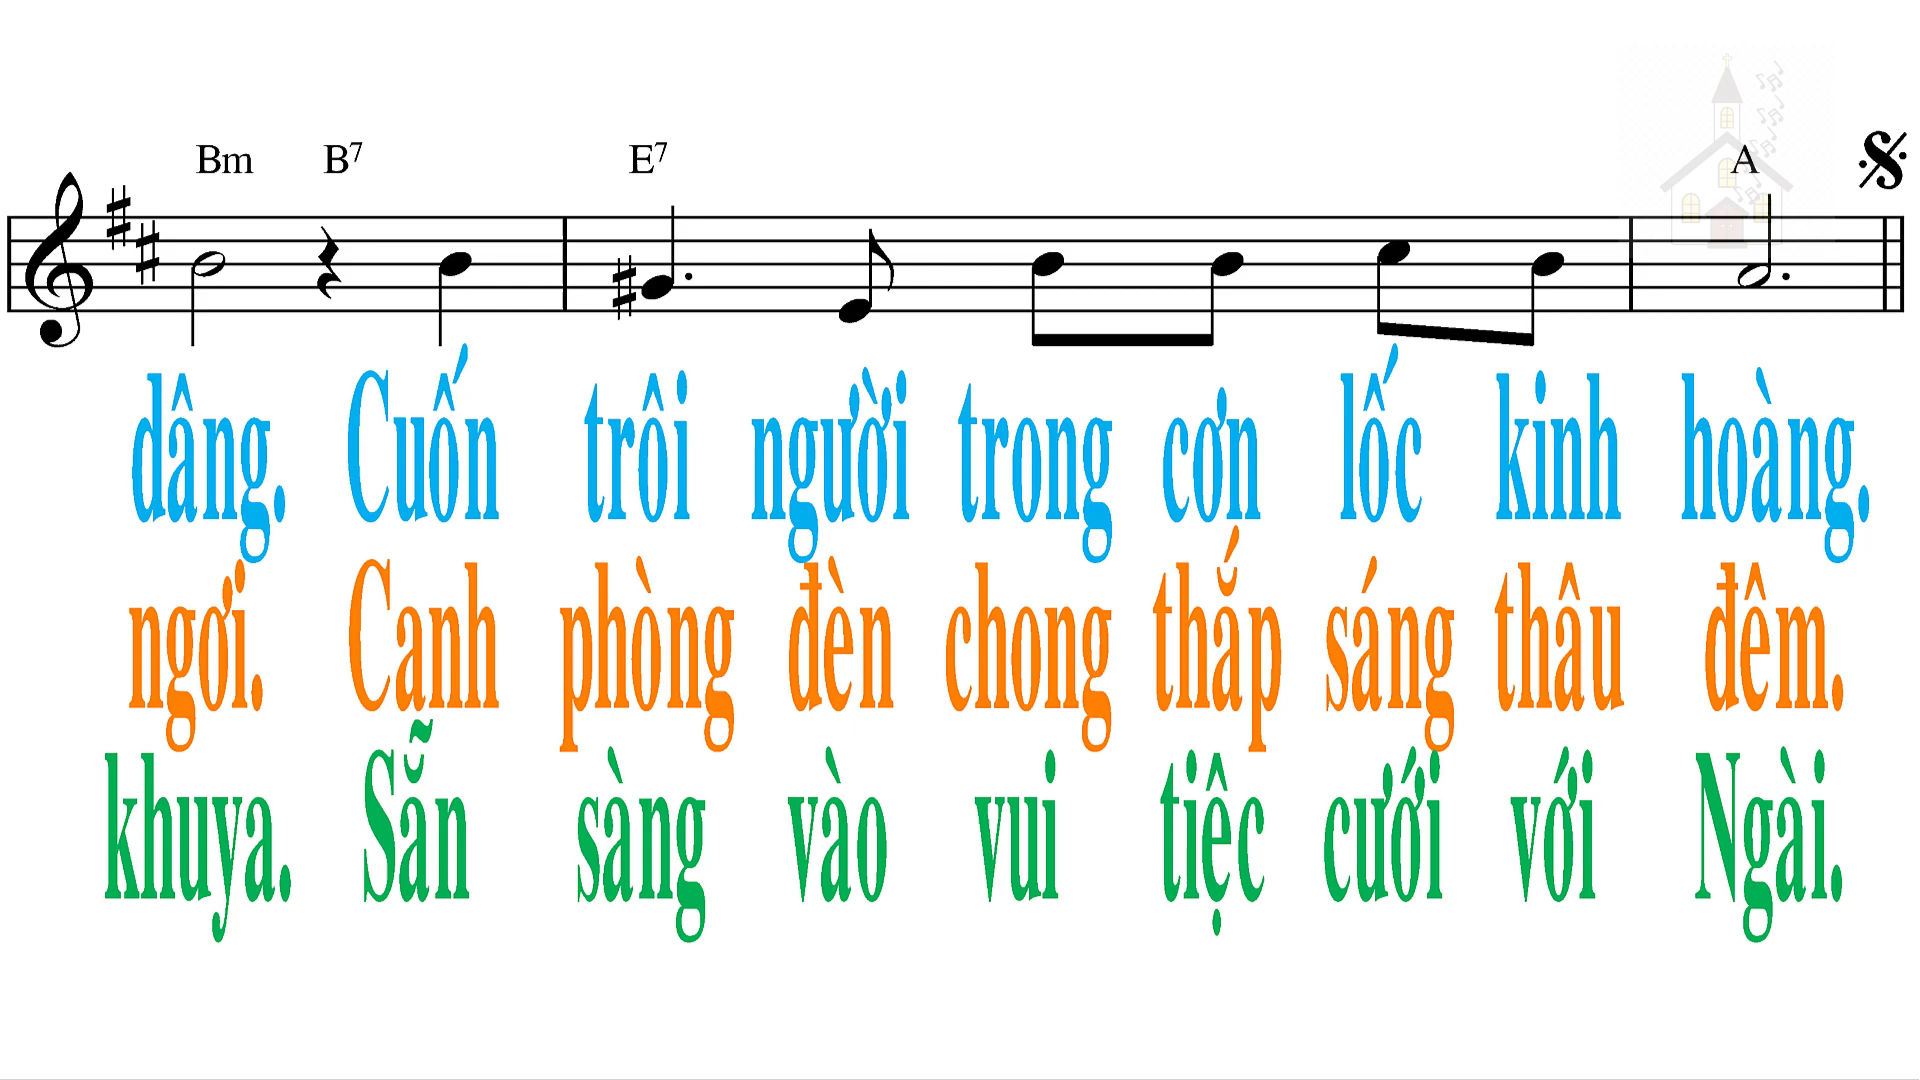 Bm B7 E7 A
dâng. Cuốn trôi người trong cơn lốc kinh hoàng.
ngơi. Canh phòng đèn chong thắp sáng thâu đêm.
khuya. Sẵn sàng vào vui tiệc cưới với Ngài.